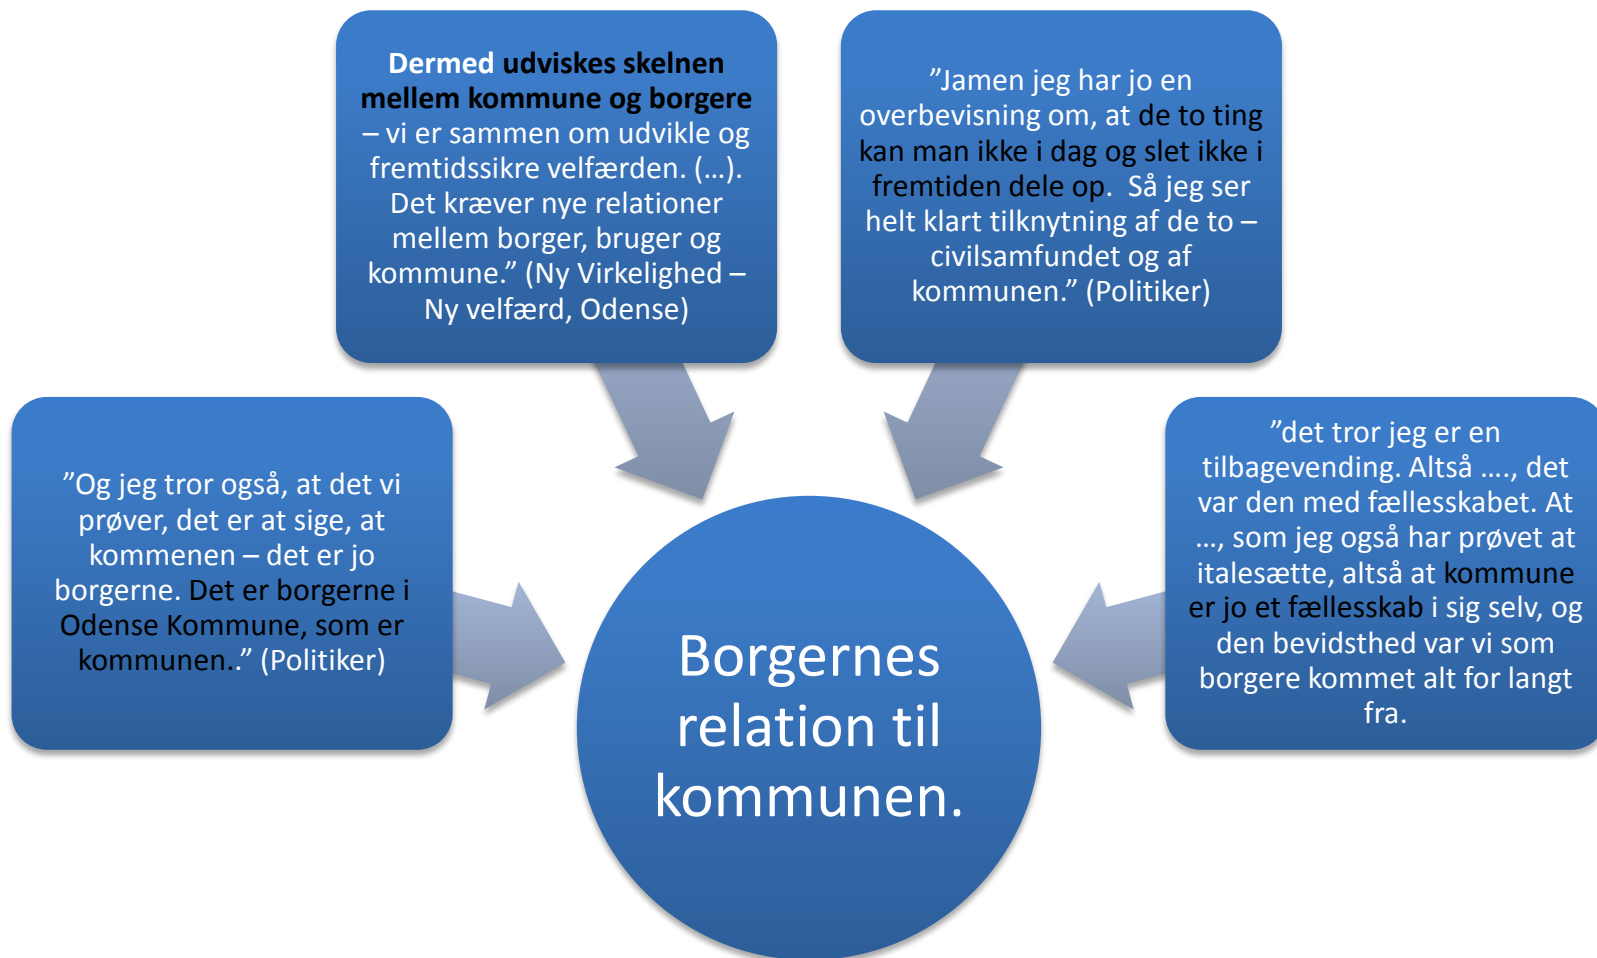 Dermed udviskes skelnen
mellem kommune og borgere
– vi er sammen om udvikle og
fremtidssikre velfærden. (…).
Det kræver nye relationer
mellem borger, bruger og
kommune.” (Ny Virkelighed –
Ny velfærd, Odense)
”Jamen jeg har jo en
overbevisning om, at de to ting
kan man ikke i dag og slet ikke i
fremtiden dele op.  Så jeg ser
helt klart tilknytning af de to –
civilsamfundet og af
kommunen.” (Politiker)
”Og jeg tror også, at det vi
prøver, det er at sige, at
kommenen – det er jo
borgerne. Det er borgerne i
Odense Kommune, som er
kommunen..” (Politiker)
”det tror jeg er en
tilbagevending. Altså …., det
var den med fællesskabet. At
…, som jeg også har prøvet at
italesætte, altså at kommune
er jo et fællesskab i sig selv, og
den bevidsthed var vi som
borgere kommet alt for langt
fra.
Borgernes
relation til
kommunen.